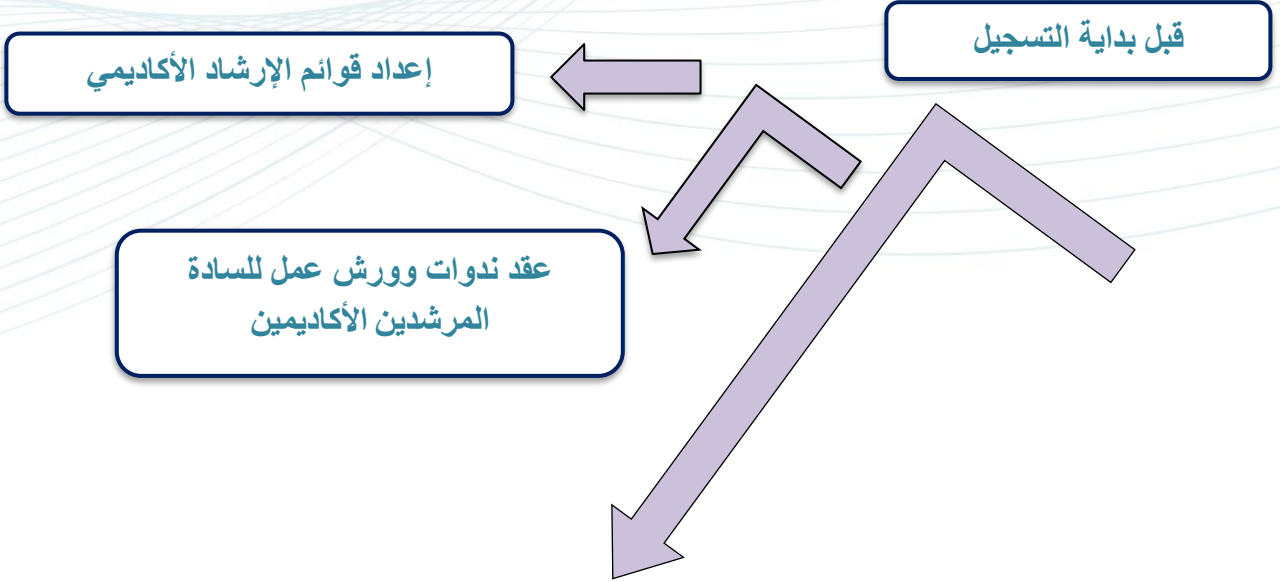 قبل بداية التسجيل
إعداد قوائم الإرشاد الأكاديمي
عقد ندوات وورش عمل للسادة
المرشدين الأكاديمين